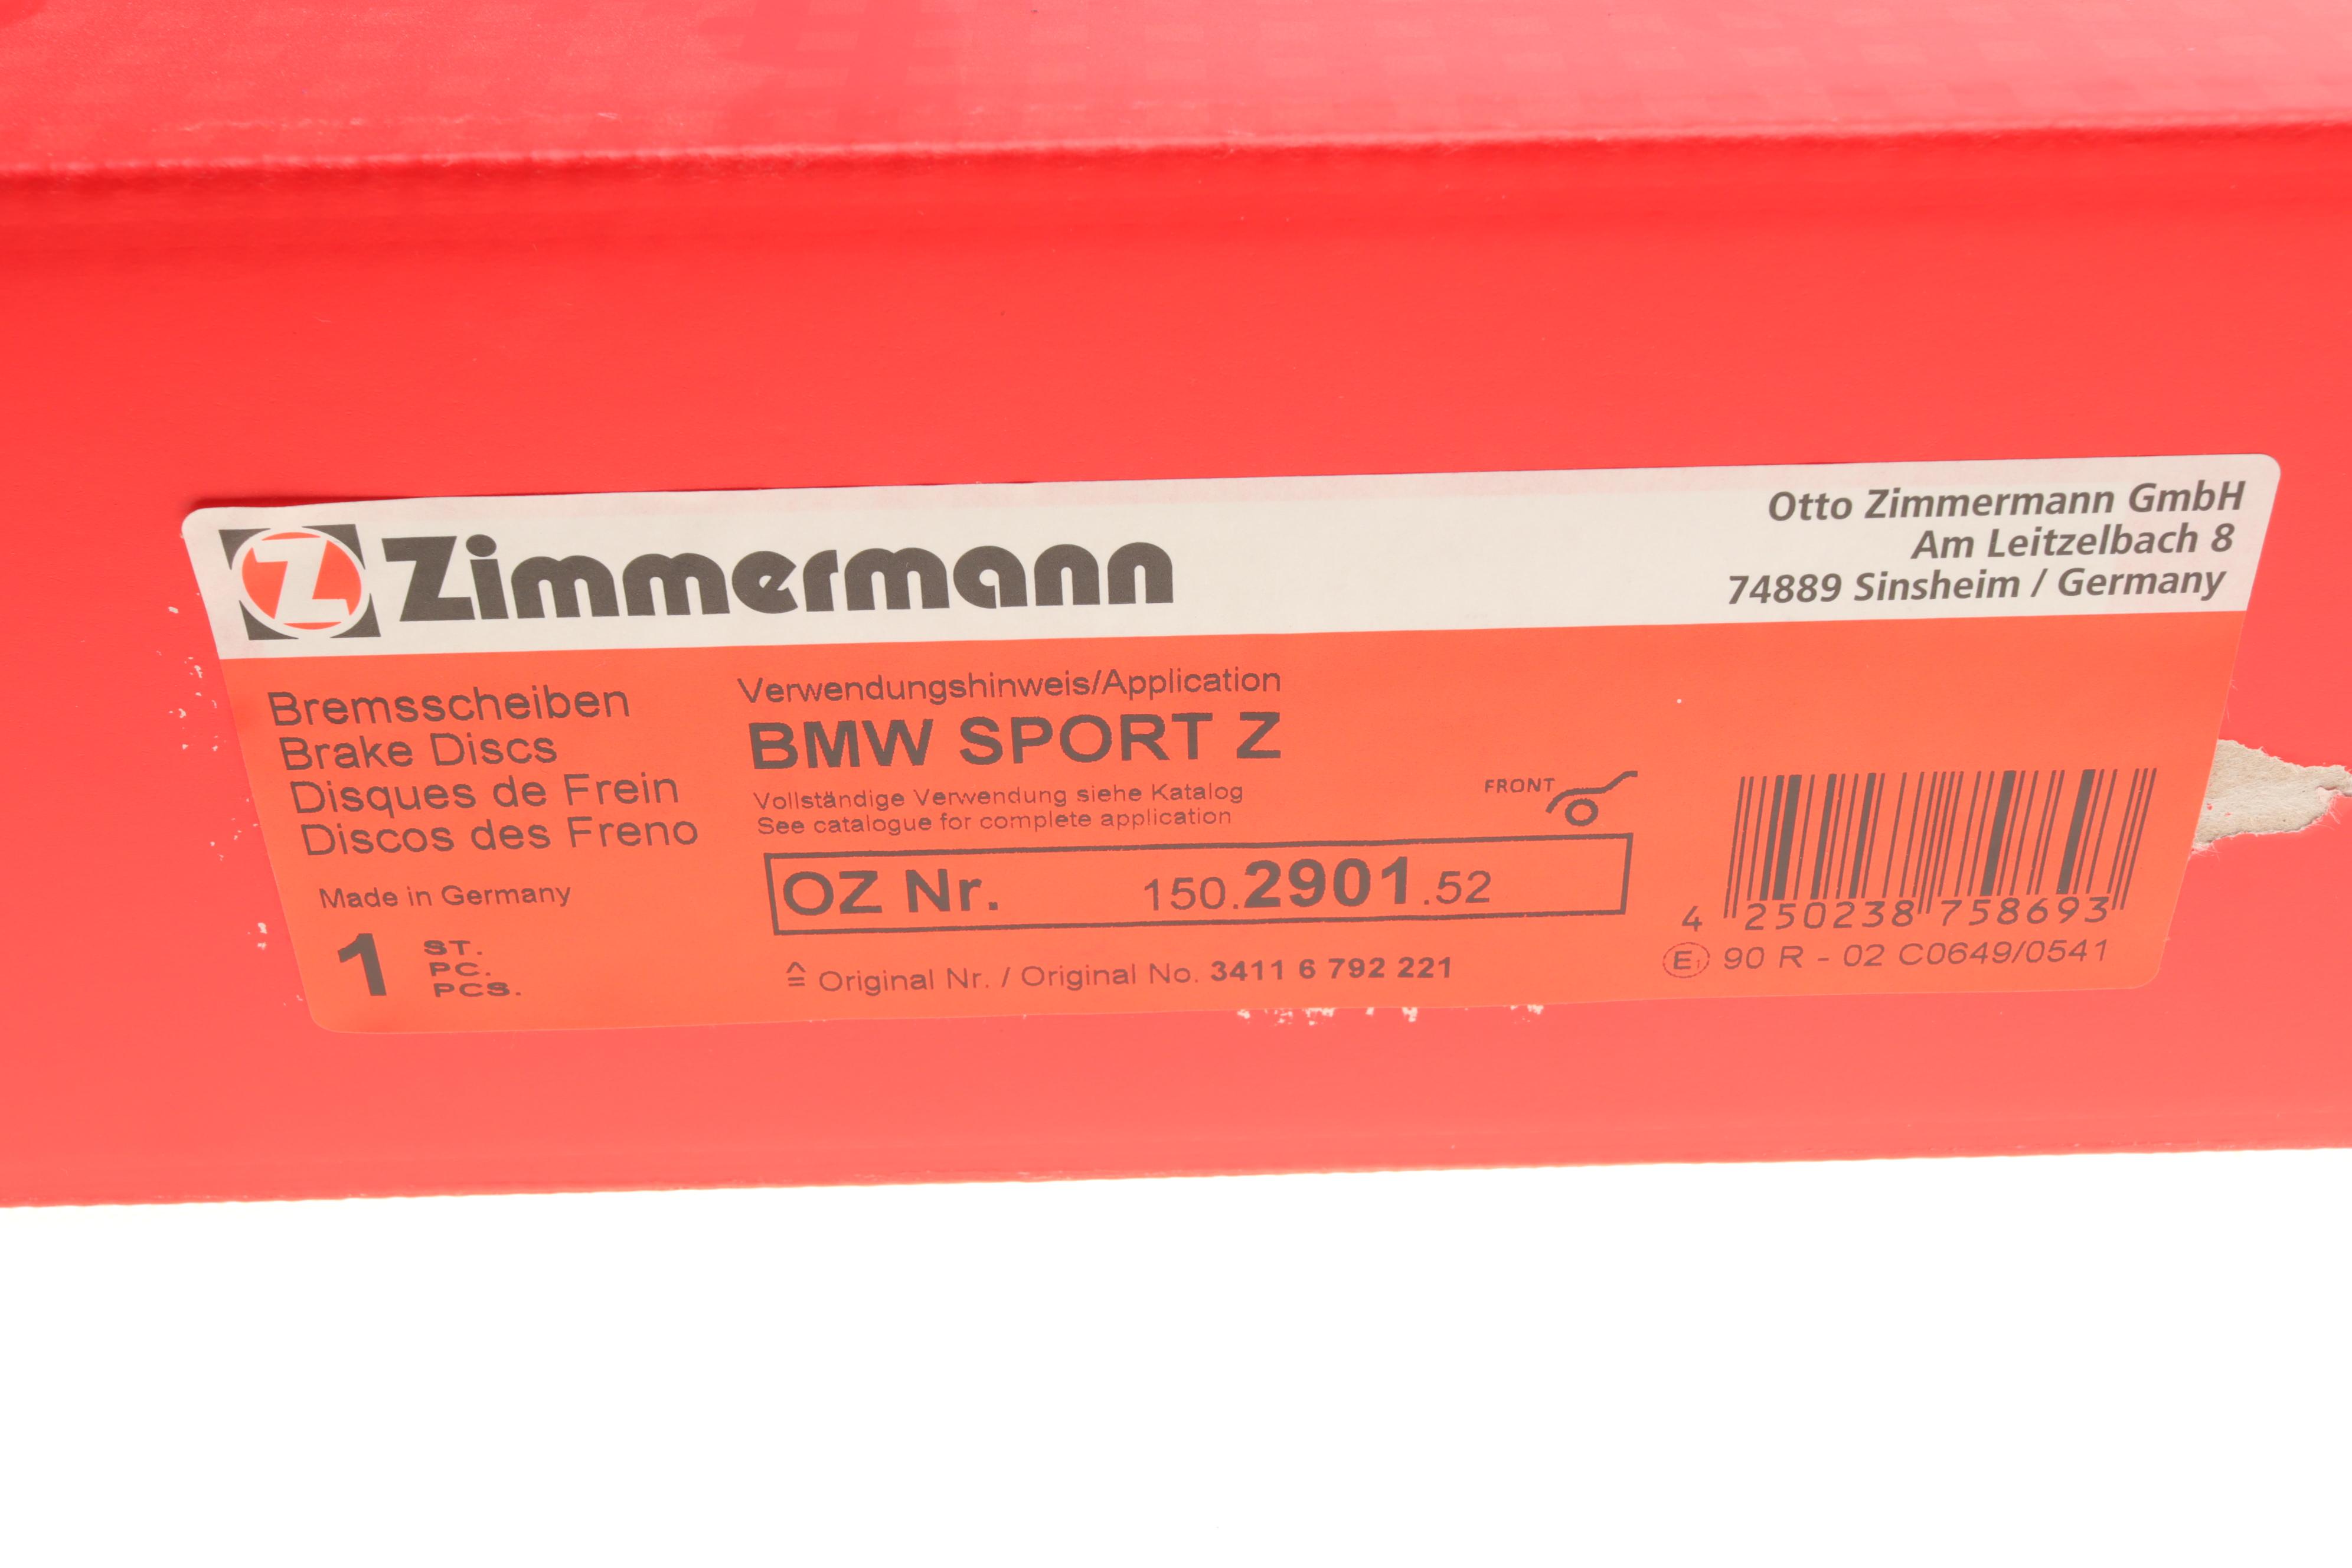 Z Zimmermann
Otto Zimmermann GmbH
Am Leitzelbach 8
74889 Sinsheim / Germany
Bremsscheiben
Brake Discs
Disques de Frein
Discos des Freno
Made in Germany
1 ST.
PC.
PCS.
Verwendungshinweis/Application
BMW SPORT Z
Vollständige Verwendung siehe Katalog
See catalogue for complete application
FRONT
OZ Nr. 150.2901.52
≙ Original Nr. / Original No. 3411 6 792 221
4 250238 758693
E1 90 R - 02 C0649/0541